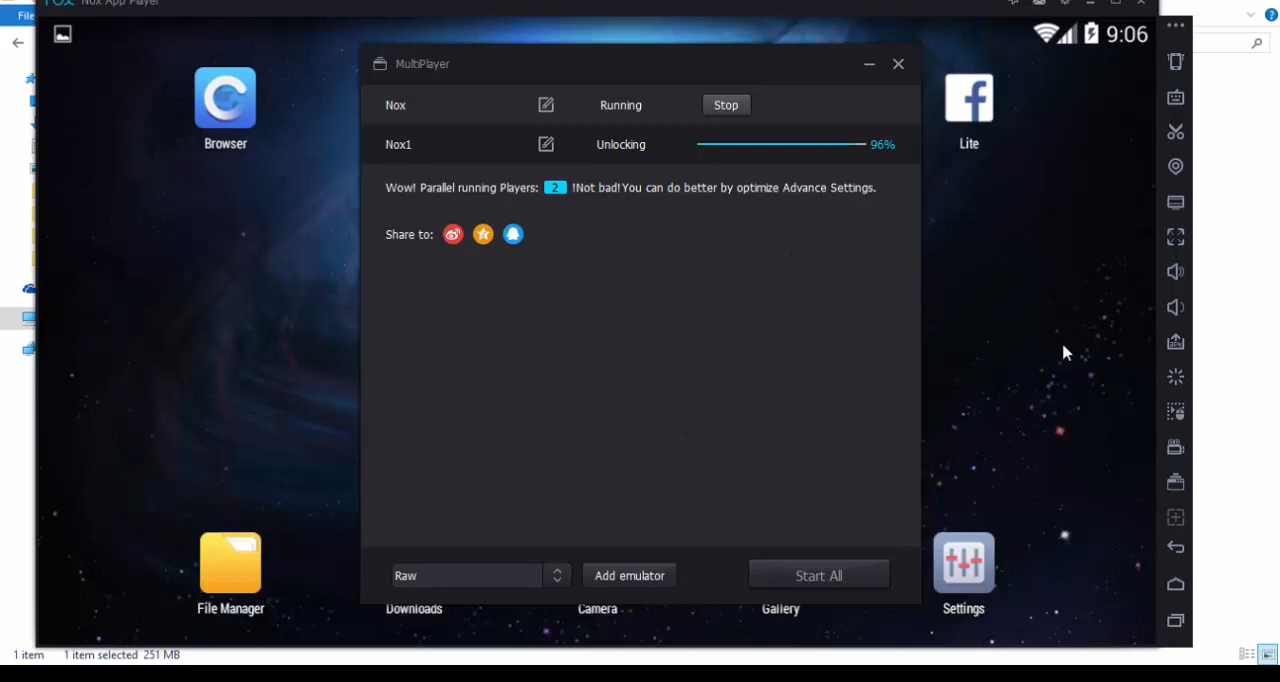 nox Nox App Player
File
9:06
MultiPlayer
Nox Running Stop
Nox1 Unlocking 96%
Browser
Lite
Wow! Parallel running Players: 2 !Not bad!You can do better by optimize Advance Settings.
Share to:
Raw Add emulator Start All
File Manager Downloads Camera Gallery Settings
1 item 1 item selected 251 MB